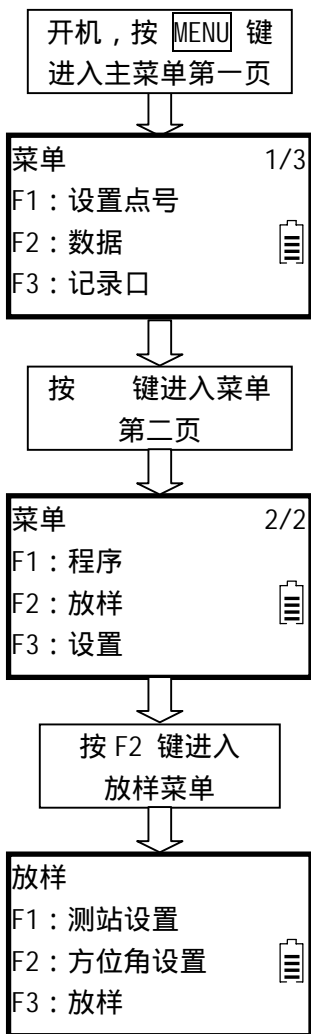 开机，按 MENU 键
进入主菜单第一页
菜单 1/3
F1：设置点号
F2：数据
F3：记录口
按 键进入菜单
第二页
菜单 2/2
F1：程序
F2：放样
F3：设置
按 F2 键进入
放样菜单
放样
F1：测站设置
F2：方位角设置
F3：放样